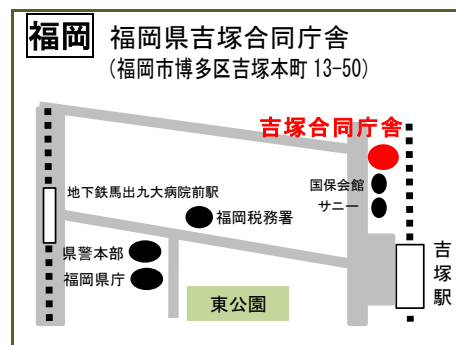 福岡 福岡県吉塚合同庁舎
（福岡市博多区吉塚本町 13-50）
吉塚合同庁舎
国保会館
サニー
地下鉄馬出九大病院前駅
福岡税務署
県警本部
福岡県庁
吉塚駅
東公園